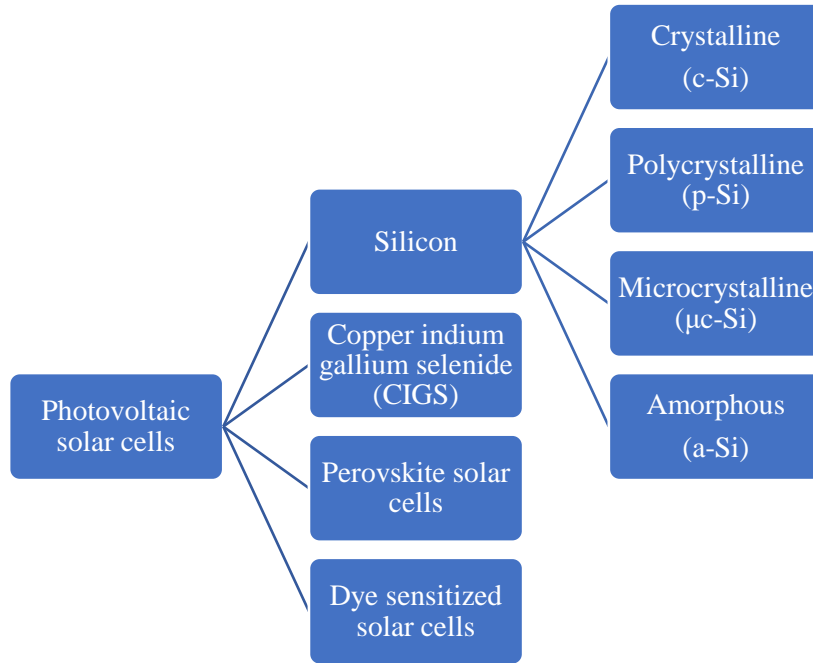 Photovoltaic
solar cells
Silicon
Copper indium
gallium selenide
(CIGS)
Perovskite solar
cells
Dye sensitized
solar cells
Crystalline
(c-Si)
Polycrystalline
(p-Si)
Microcrystalline
(μc-Si)
Amorphous
(a-Si)